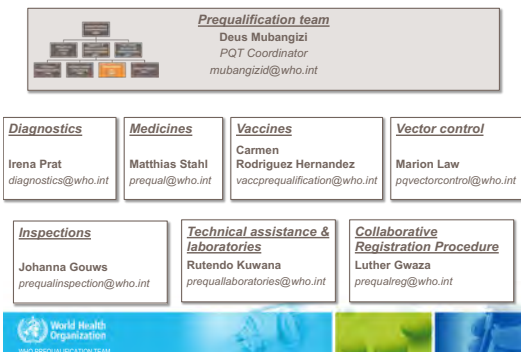 Prequalification team
Deus Mubangizi
PQT Coordinator
mubangizid@who.int
Diagnostics
Irena Prat
diagnostics@who.int
Medicines
Matthias Stahl
prequal@who.int
Vaccines
Carmen
Rodriguez Hernandez
vaccprequalification@who.int
Vector control
Marion Law
pqvectorcontrol@who.int
Inspections
Johanna Gouws
prequalinspection@who.int
Technical assistance &
laboratories
Rutendo Kuwana
prequallaboratories@who.int
Collaborative
Registration Procedure
Luther Gwaza
prequalreg@who.int
World Health
Organization
WHO PREQUALIFICATION TEAM